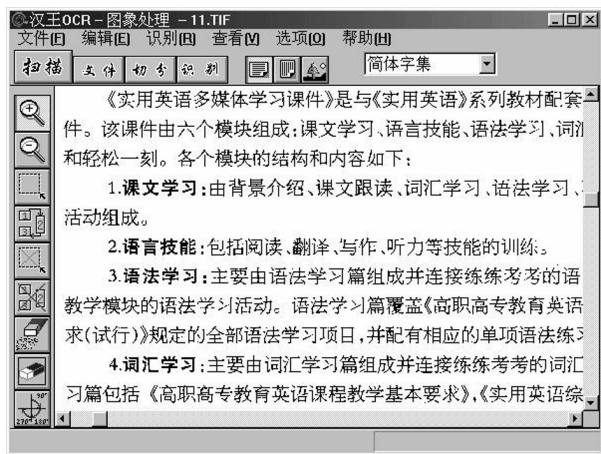 汉王OCR – 图象处理 – 11.TIF
文件(F) 编辑(E) 识别(R) 查看(V) 选项(O) 帮助(H)
扫描 文件 切分 识别 简体字集
《实用英语多媒体学习课件》是与《实用英语》系列教材配套
件。该课件由六个模块组成:课文学习、语言技能、语法学习、词
和轻松一刻。各个模块的结构和内容如下:
1.课文学习:由背景介绍、课文跟读、词汇学习、语法学习、
活动组成。
2.语言技能:包括阅读、翻译、写作、听力等技能的训练。
3.语法学习:主要由语法学习篇组成并连接练练考考的语
教学模块的语法学习活动。语法学习篇覆盖《高职高专教育英语
求(试行)》规定的全部语法学习项目,并配有相应的单项语法练
4.词汇学习:主要由词汇学习篇组成并连接练练考考的词汇
习篇包括《高职高专教育英语课程教学基本要求》,《实用英语综
90°
270° 180°